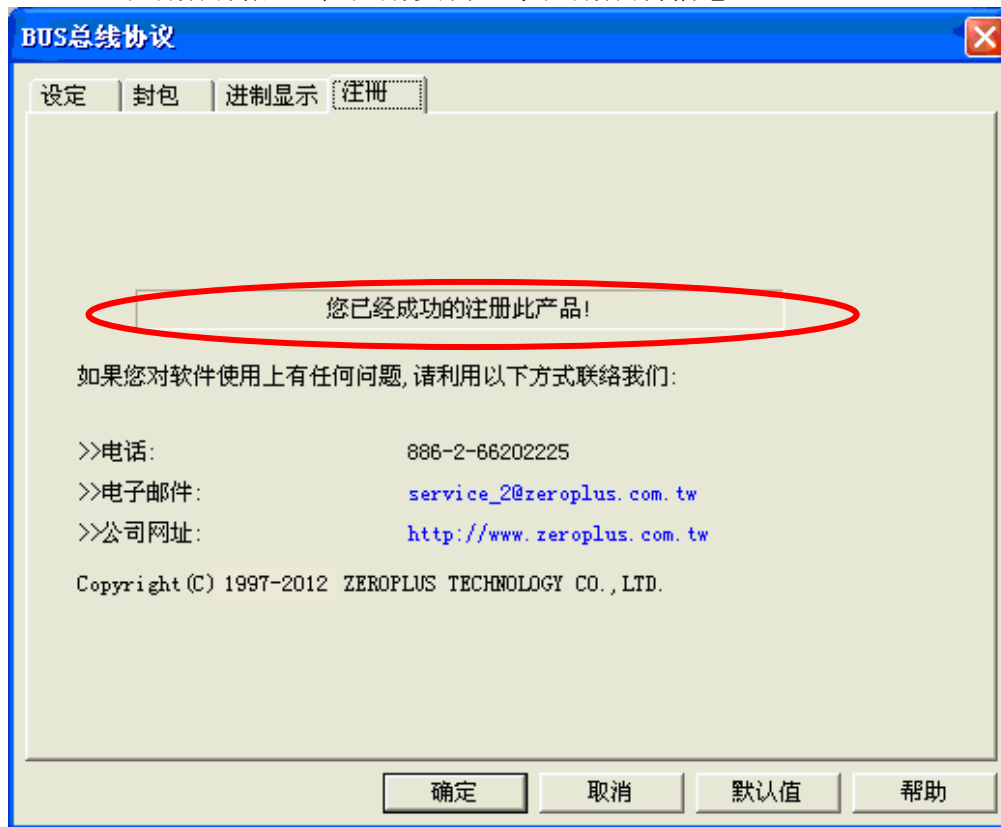 BUS总线协议
设定 封包 进制显示 注册
您已经成功的注册此产品!
如果您对软件使用上有任何问题,请利用以下方式联络我们:
>>电话: 886-2-66202225
>>电子邮件: service_2@zeroplus.com.tw
>>公司网址: http://www.zeroplus.com.tw
Copyright(C) 1997-2012 ZEROPLUS TECHNOLOGY CO.,LTD.
确定 取消 默认值 帮助